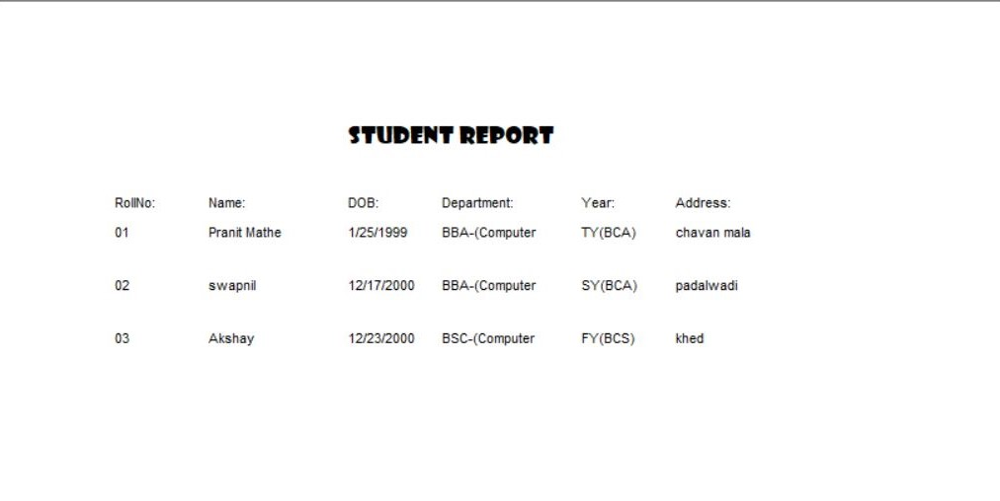 STUDENT REPORT
RollNo: Name: DOB: Department: Year: Address:
01 Pranit Mathe 1/25/1999 BBA-(Computer TY(BCA) chavan mala
02 swapnil 12/17/2000 BBA-(Computer SY(BCA) padalwadi
03 Akshay 12/23/2000 BSC-(Computer FY(BCS) khed